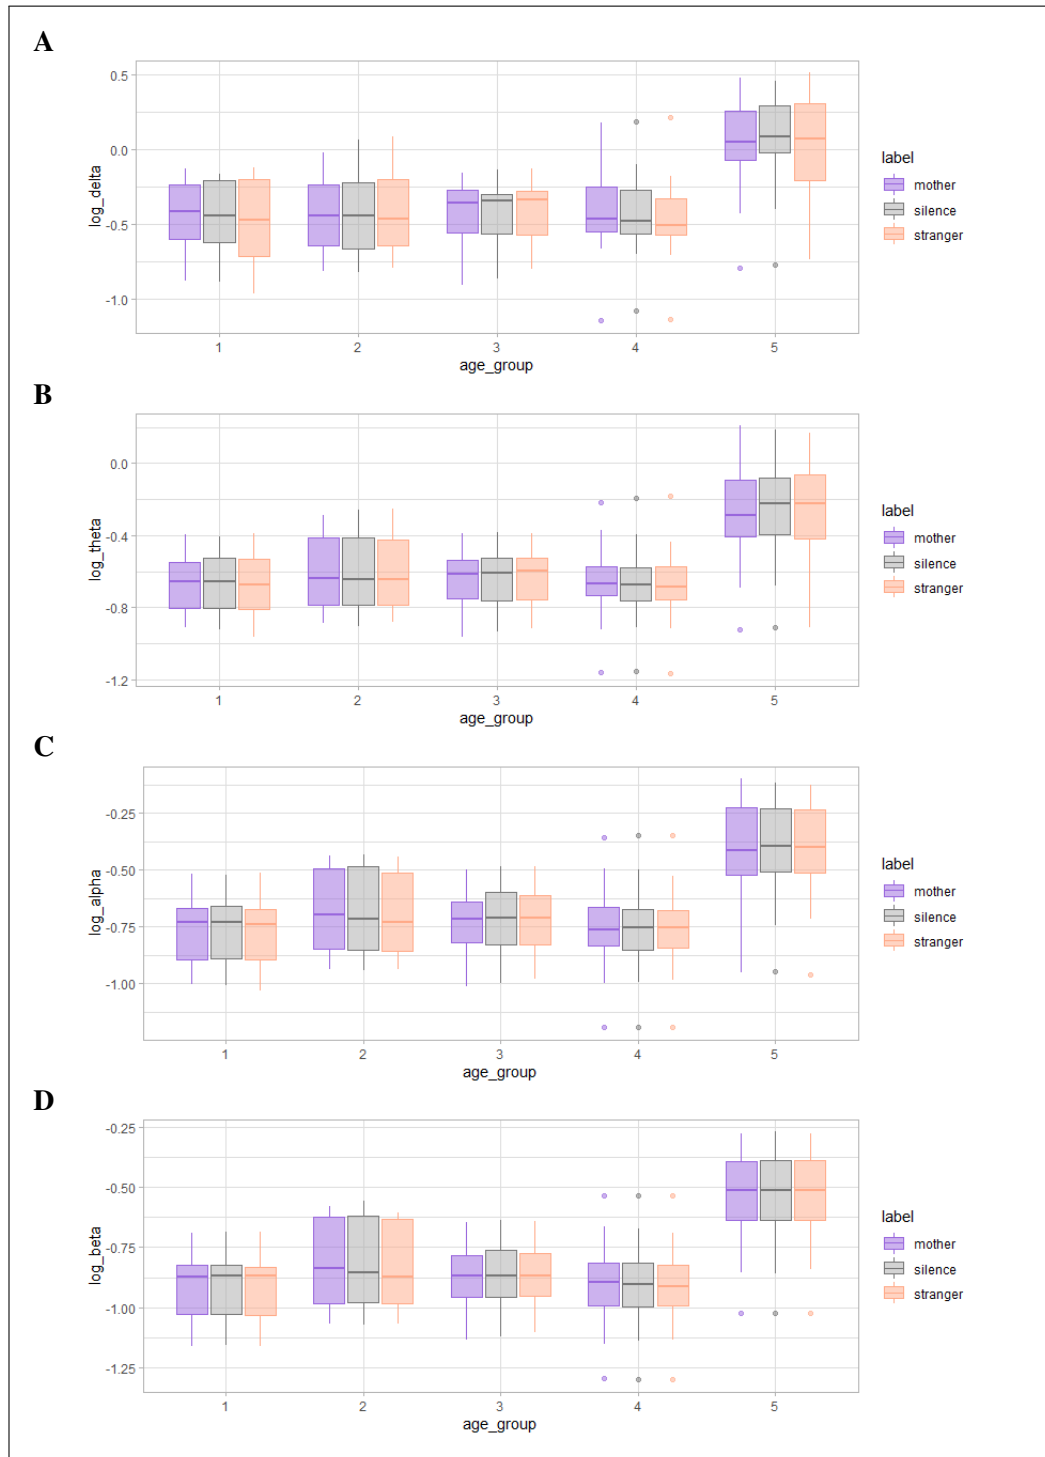 A
log_delta
0.5
0.0
-0.5
-1.0
1 2 3 4 5
age_group
label
mother
silence
stranger
B
log_theta
0.0
-0.4
-0.8
-1.2
1 2 3 4 5
age_group
label
mother
silence
stranger
C
log_alpha
-0.25
-0.50
-0.75
-1.00
1 2 3 4 5
age_group
label
mother
silence
stranger
D
log_beta
-0.25
-0.50
-0.75
-1.00
-1.25
1 2 3 4 5
age_group
label
mother
silence
stranger